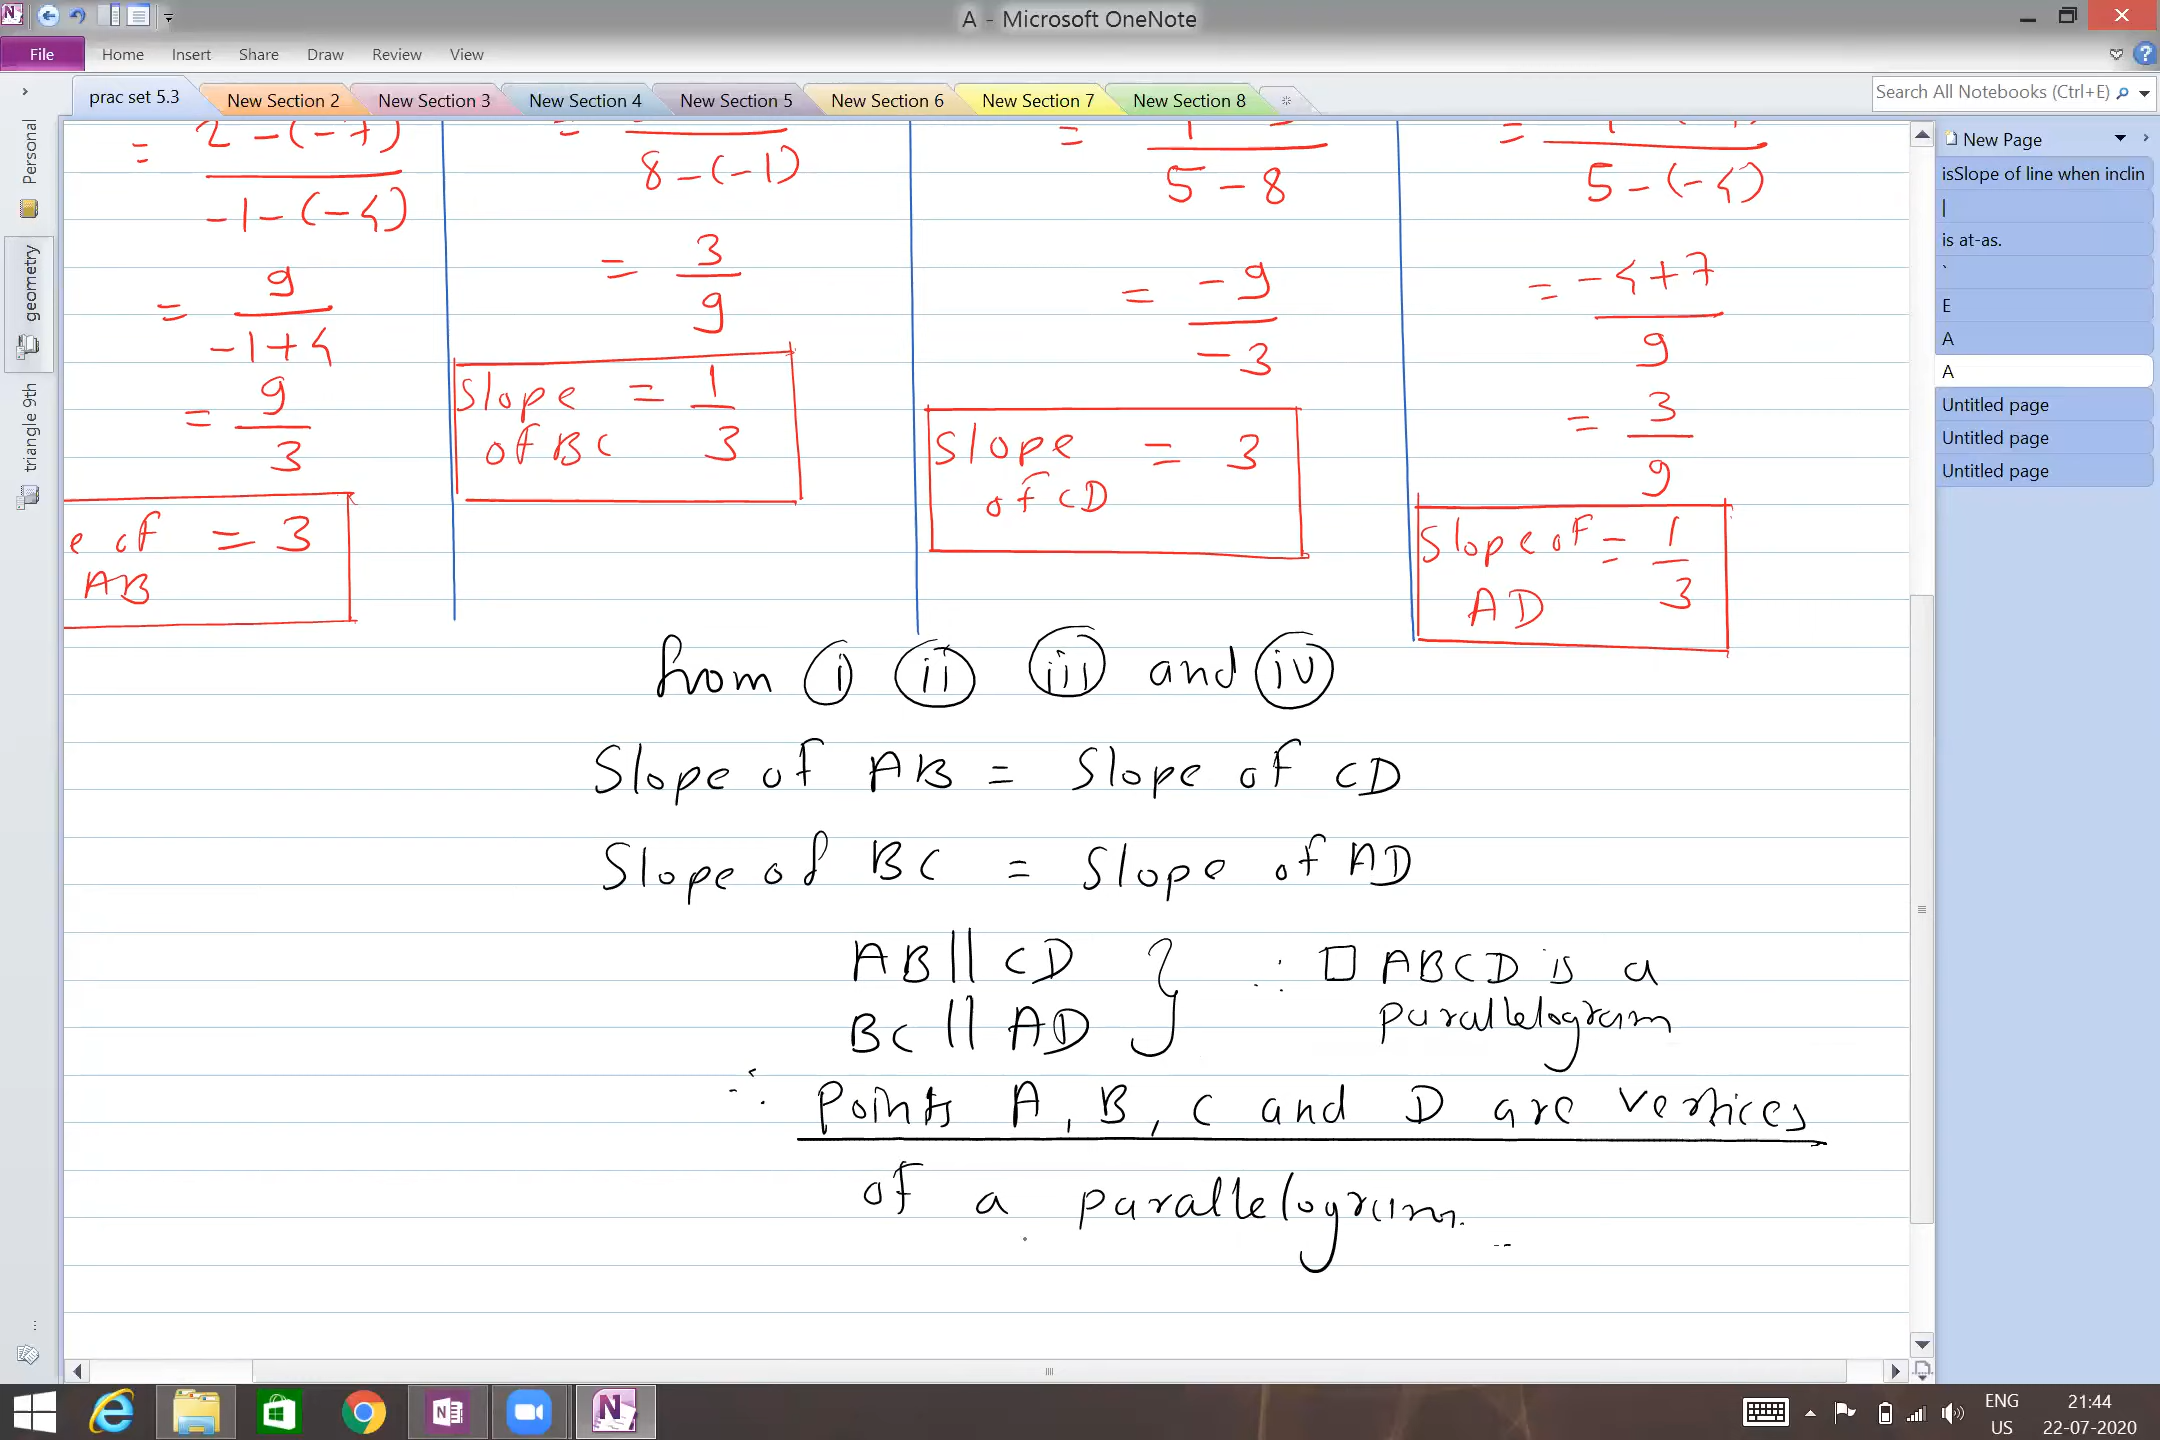 A - Microsoft OneNote
File Home Insert Share Draw Review View
prac set 5.3 New Section 2 New Section 3 New Section 4 New Section 5 New Section 6 New Section 7 New Section 8
Search All Notebooks (Ctrl+E)
Personal
geometry
triangle 9th
New Page
isSlope of line when inclin
|
is at-as.
`
E
A
A
Untitled page
Untitled page
Untitled page
= 2 - (-7)
-1 - (-4)
= 9
-1+4
= 9
3
e of = 3
AB
=
8 - (-1)
= 3
9
Slope = 1
of BC 3
= 1
5 - 8
= -9
-3
Slope = 3
of CD
=
5 - (-4)
= -4+7
9
= 3
9
Slope of = 1
AD 3
from (i) (ii) (iii) and (iv)
Slope of AB = Slope of CD
Slope of BC = Slope of AD
AB || CD } ∴ □ ABCD is a
BC || AD parallelogram
∴ Points A, B, C and D are vertices
of a parallelogram.
ENG
US
21:44
22-07-2020